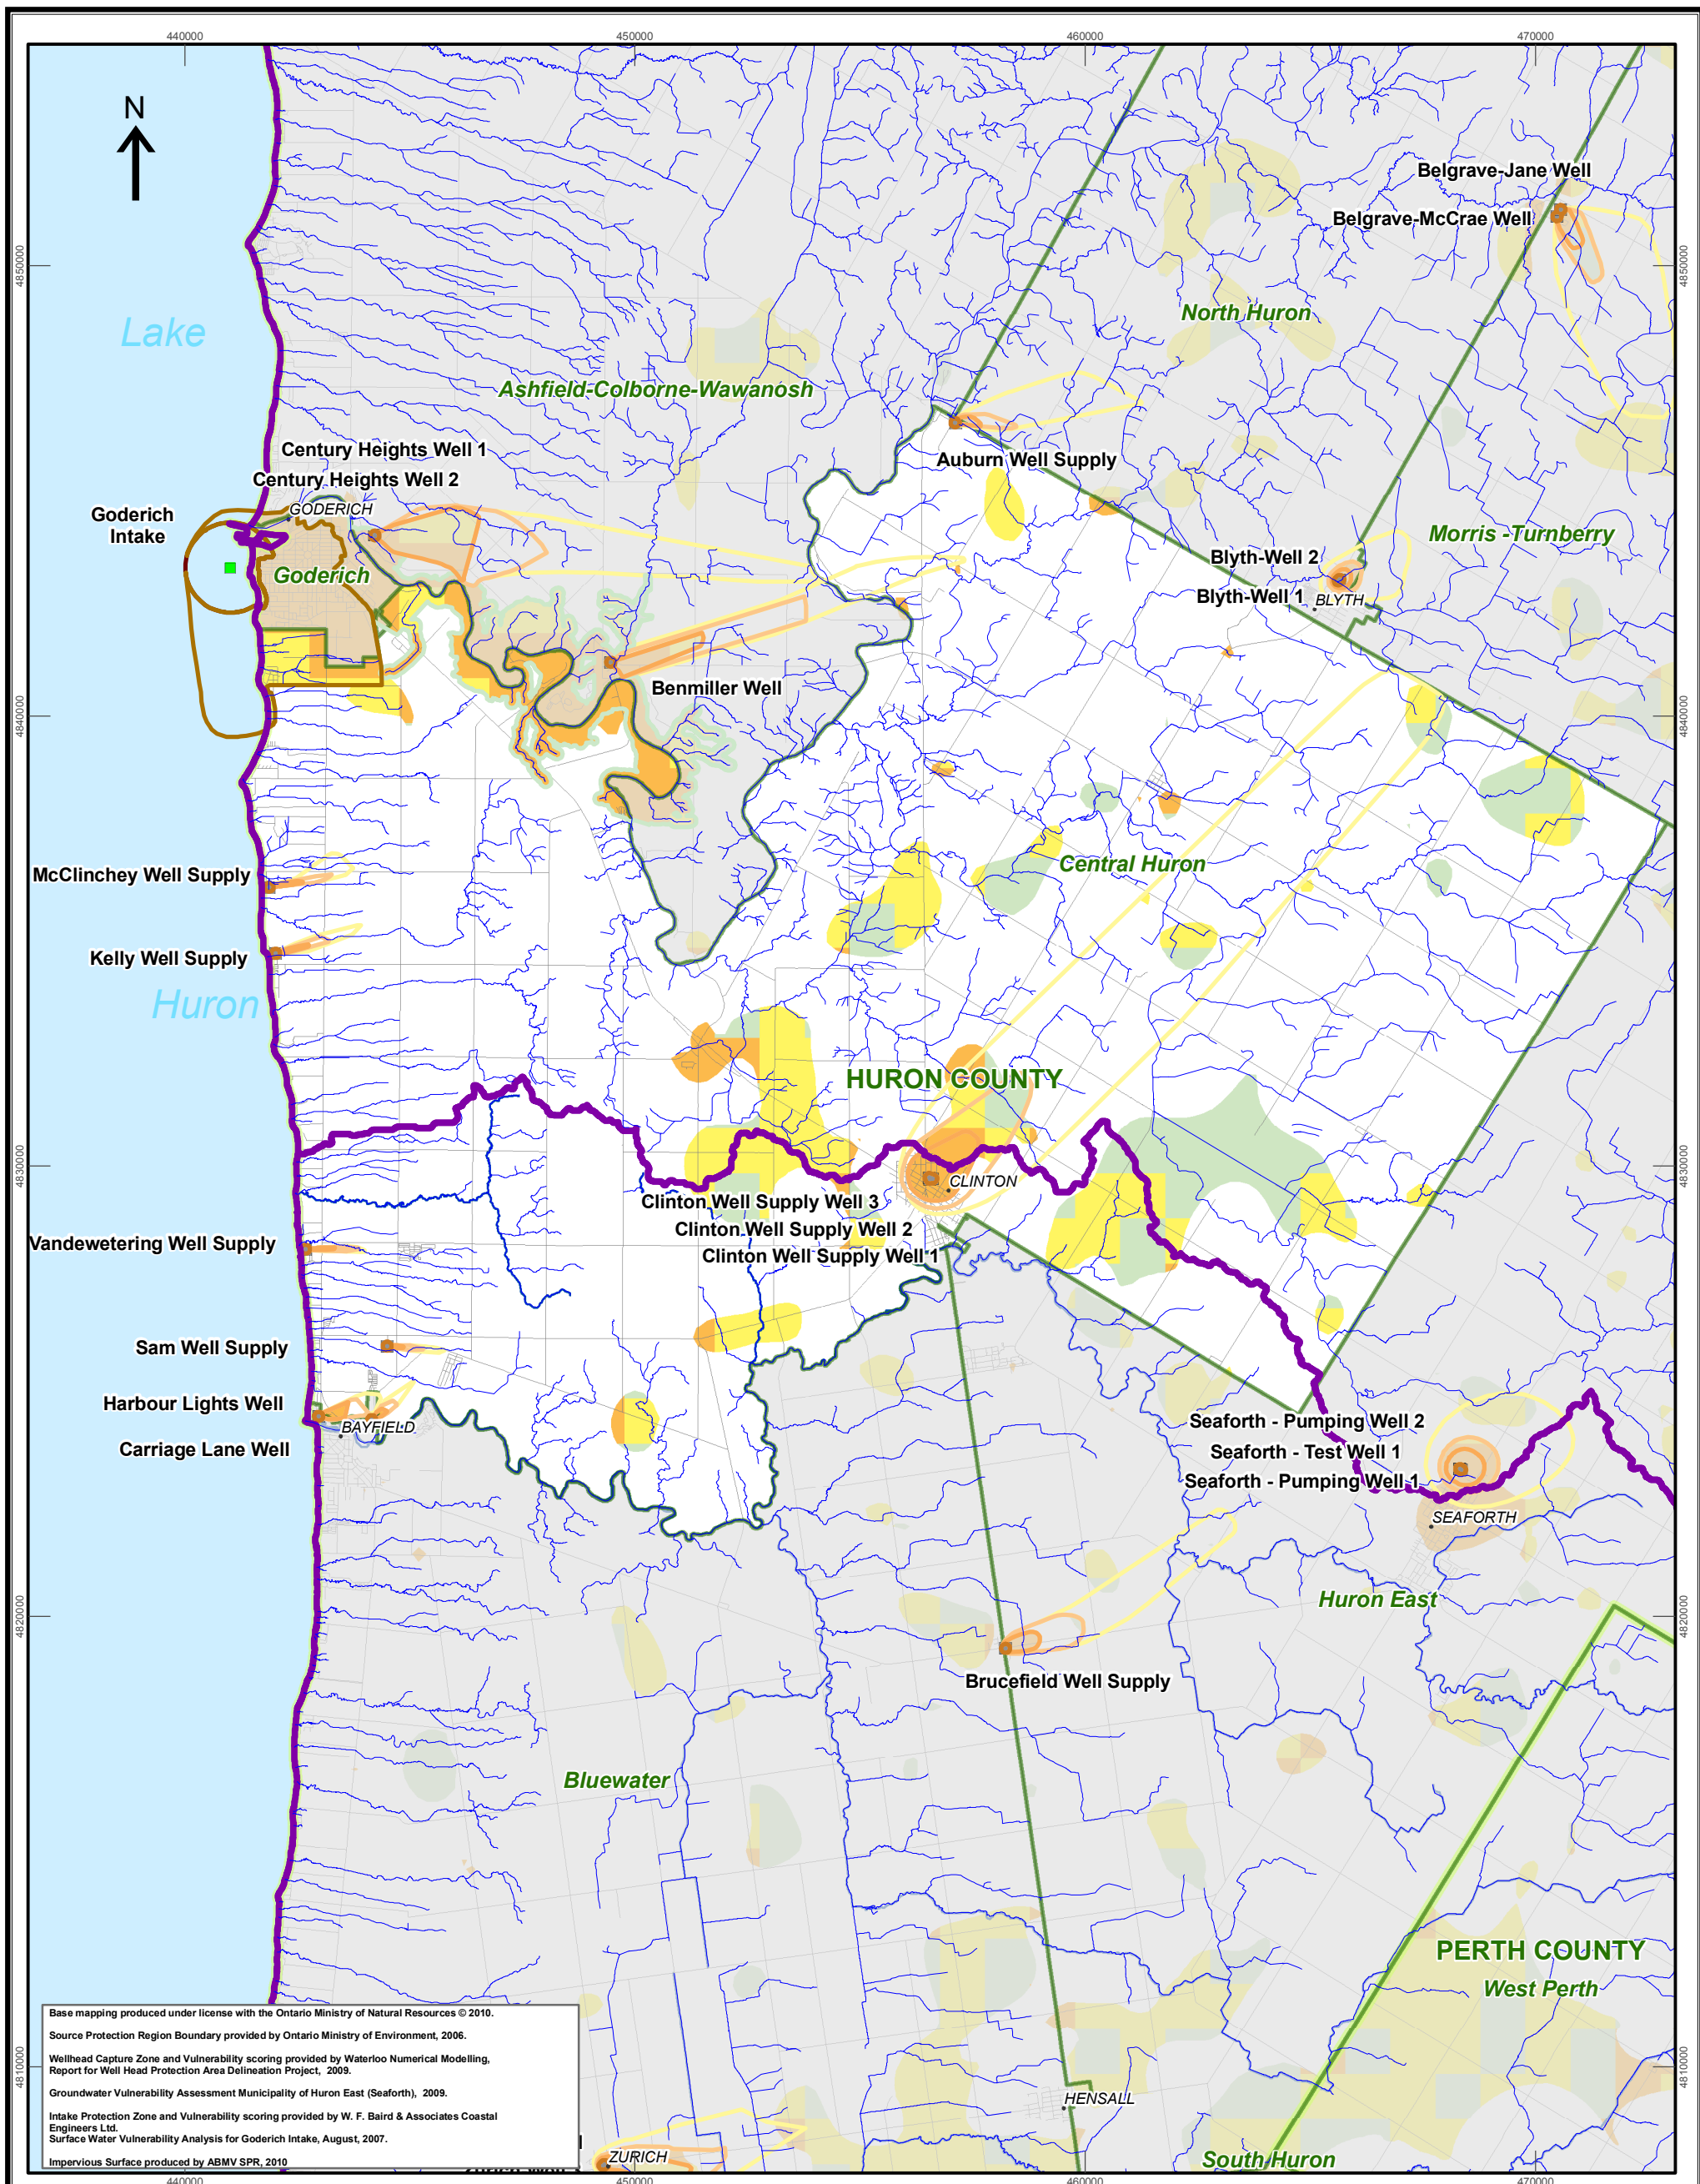 440000
450000
460000
470000
N
Belgrave-Jane Well
Belgrave-McCrae Well
4850000
4850000
North Huron
Lake
Ashfield-Colborne-Wawanosh
Century Heights Well 1
Auburn Well Supply
Century Heights Well 2
GODERICH
Goderich
Intake
Morris -Turnberry
Blyth-Well 2
Goderich
Blyth-Well 1
BLYTH
Benmiller Well
4840000
4840000
Central Huron
McClinchey Well Supply
Kelly Well Supply
Huron
HURON COUNTY
4830000
4830000
CLINTON
Clinton Well Supply Well 3
Clinton Well Supply Well 2
Vandewetering Well Supply
Clinton Well Supply Well 1
Sam Well Supply
Harbour Lights Well
BAYFIELD
Carriage Lane Well
Seaforth - Pumping Well 2
Seaforth - Test Well 1
Seaforth - Pumping Well 1
SEAFORTH
Huron East
4820000
4820000
Brucefield Well Supply
Bluewater
PERTH COUNTY
West Perth
Base mapping produced under license with the Ontario Ministry of Natural Resources © 2010.
Source Protection Region Boundary provided by Ontario Ministry of Environment, 2006.
Wellhead Capture Zone and Vulnerability scoring provided by Waterloo Numerical Modelling,
Report for Well Head Protection Area Delineation Project, 2009.
Groundwater Vulnerability Assessment Municipality of Huron East (Seaforth), 2009.
Intake Protection Zone and Vulnerability scoring provided by W. F. Baird & Associates Coastal
Engineers Ltd.
Surface Water Vulnerability Analysis for Goderich Intake, August, 2007.
Impervious Surface produced by ABMV SPR, 2010
4810000
4810000
HENSALL
ZURICH
South Huron
440000
450000
460000
470000